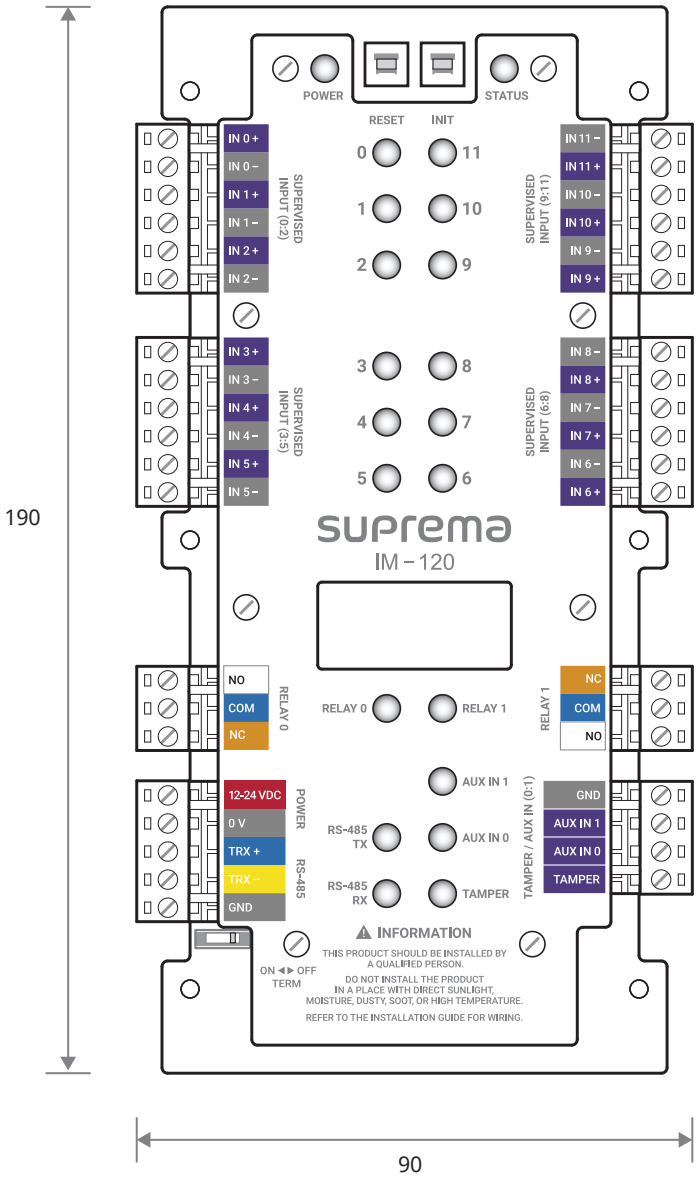 POWER
STATUS
RESET
INIT
IN 0 +
IN 0 –
IN 1 +
IN 1 –
IN 2 +
IN 2 –
SUPERVISED
INPUT (0:2)
0
11
1
10
2
9
SUPERVISED
INPUT (9:11)
IN 11 –
IN 11 +
IN 10 –
IN 10 +
IN 9 –
IN 9 +
IN 3 +
IN 3 –
IN 4 +
IN 4 –
IN 5 +
IN 5 –
SUPERVISED
INPUT (3:5)
3
8
4
7
5
6
SUPERVISED
INPUT (6:8)
IN 8 –
IN 8 +
IN 7 –
IN 7 +
IN 6 –
IN 6 +
190
suprema
IM – 120
NO
COM
NC
RELAY 0
RELAY 0
RELAY 1
RELAY 1
NC
COM
NO
12-24 VDC
0 V
TRX +
TRX –
GND
POWER
RS-485
AUX IN 1
RS-485
TX
AUX IN 0
RS-485
RX
TAMPER
TAMPER / AUX IN (0:1)
GND
AUX IN 1
AUX IN 0
TAMPER
ON ◄► OFF
TERM
⚠ INFORMATION
THIS PRODUCT SHOULD BE INSTALLED BY
A QUALIFIED PERSON.
DO NOT INSTALL THE PRODUCT
IN A PLACE WITH DIRECT SUNLIGHT,
MOISTURE, DUSTY, SOOT, OR HIGH TEMPERATURE.
REFER TO THE INSTALLATION GUIDE FOR WIRING.
90